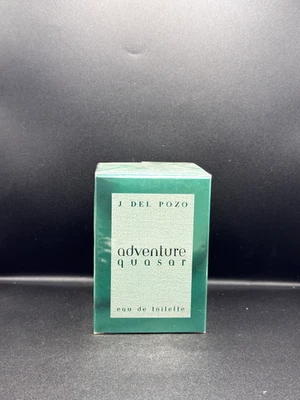 J DEL POZO
adventure
quasar
eau de toilette